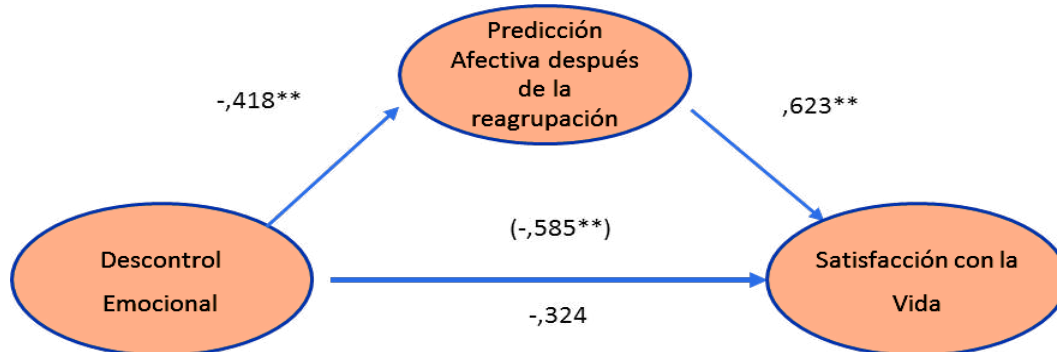 Predicción
Afectiva después
de la
reagrupación
-,418**
,623**
(-,585**)
Descontrol
Emocional
Satisfacción con la
Vida
-,324